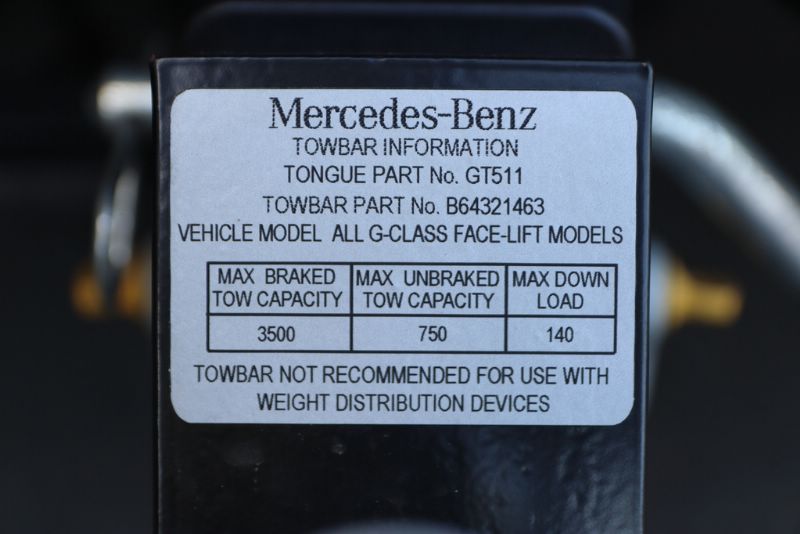 Mercedes-Benz
TOWBAR INFORMATION
TONGUE PART No. GT511
TOWBAR PART No. B64321463
VEHICLE MODEL ALL G-CLASS FACE-LIFT MODELS
MAX BRAKED TOW CAPACITY
MAX UNBRAKED TOW CAPACITY
MAX DOWN LOAD
3500
750
140
TOWBAR NOT RECOMMENDED FOR USE WITH
WEIGHT DISTRIBUTION DEVICES